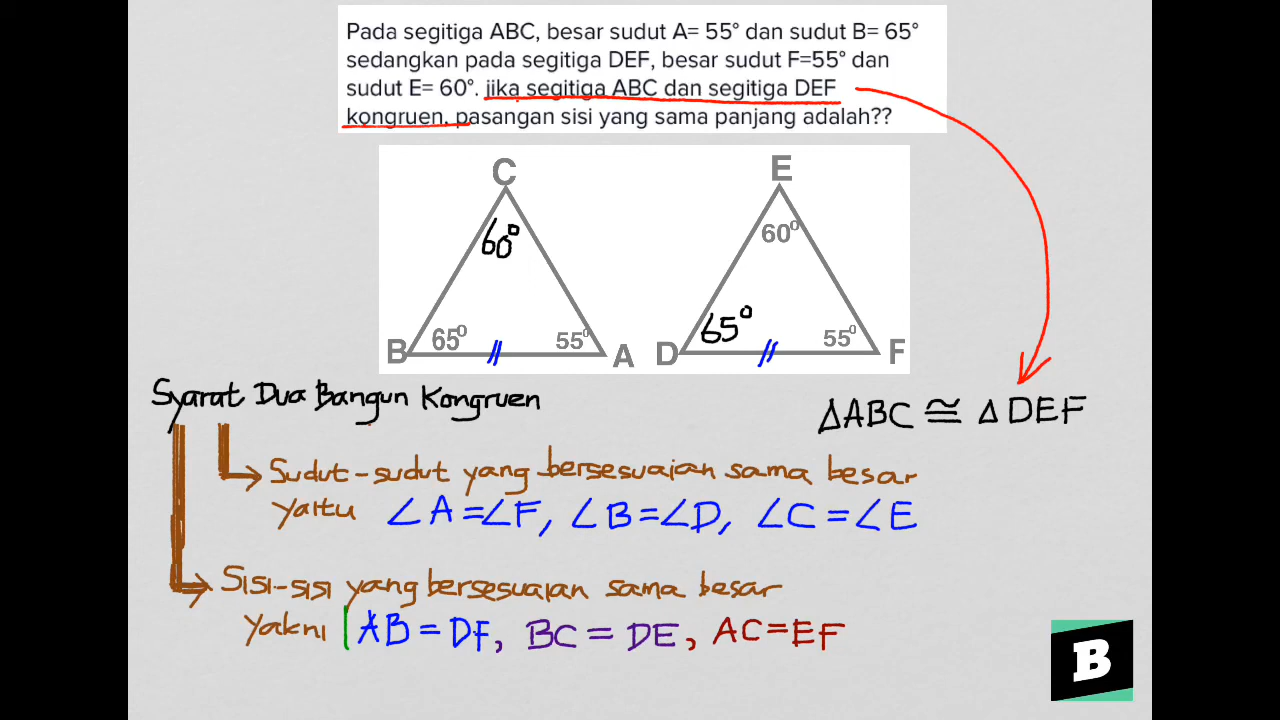 Pada segitiga ABC, besar sudut A= 55° dan sudut B= 65°
sedangkan pada segitiga DEF, besar sudut F=55° dan
sudut E= 60°. jika segitiga ABC dan segitiga DEF
kongruen, pasangan sisi yang sama panjang adalah??
C
E
60°
60°
65°
55°
65°
55°
B
A
D
F
Syarat Dua Bangun Kongruen
ΔABC ≅ ΔDEF
Sudut-sudut yang bersesuaian sama besar
yaitu ∠A=∠F, ∠B=∠D, ∠C=∠E
Sisi-sisi yang bersesuaian sama besar
yakni AB=DF, BC=DE, AC=EF
B